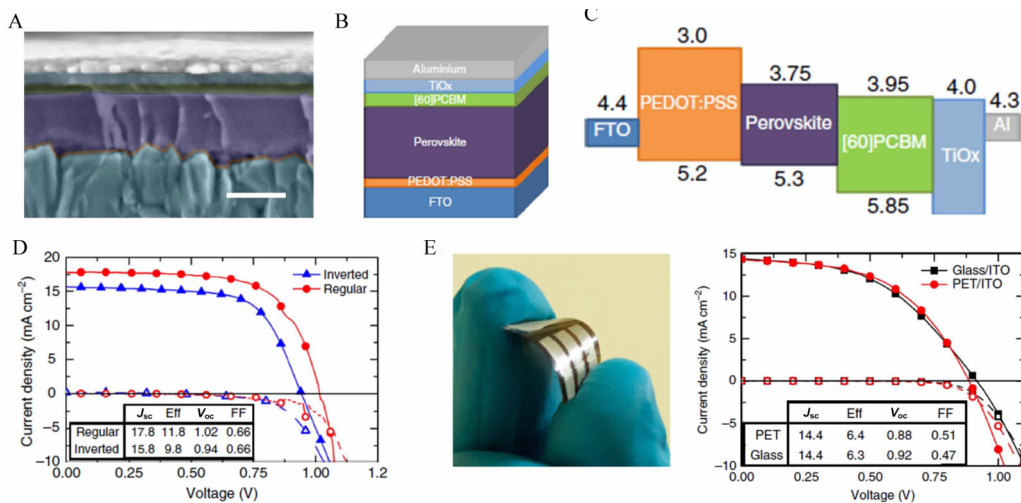 A
B
Aluminium
TiOx
[60]PCBM
Perovskite
PEDOT:PSS
FTO
C
3.0
4.4
3.75
3.95
4.0
4.3
FTO
PEDOT:PSS
Perovskite
[60]PCBM
TiOx
Al
5.2
5.3
5.85
D
Current density (mA cm⁻²)
25
20
15
10
5
0
−5
−10
Inverted
Regular
Jsc Eff Voc FF
Regular 17.8 11.8 1.02 0.66
Inverted 15.8 9.8 0.94 0.66
0.00 0.25 0.50 0.75 1.00 1.2
Voltage (V)
E
Current density (mA cm⁻²)
15
10
5
0
−5
−10
Glass/ITO
PET/ITO
Jsc Eff Voc FF
PET 14.4 6.4 0.88 0.51
Glass 14.4 6.3 0.92 0.47
0.00 0.25 0.50 0.75 1.00
Voltage (V)